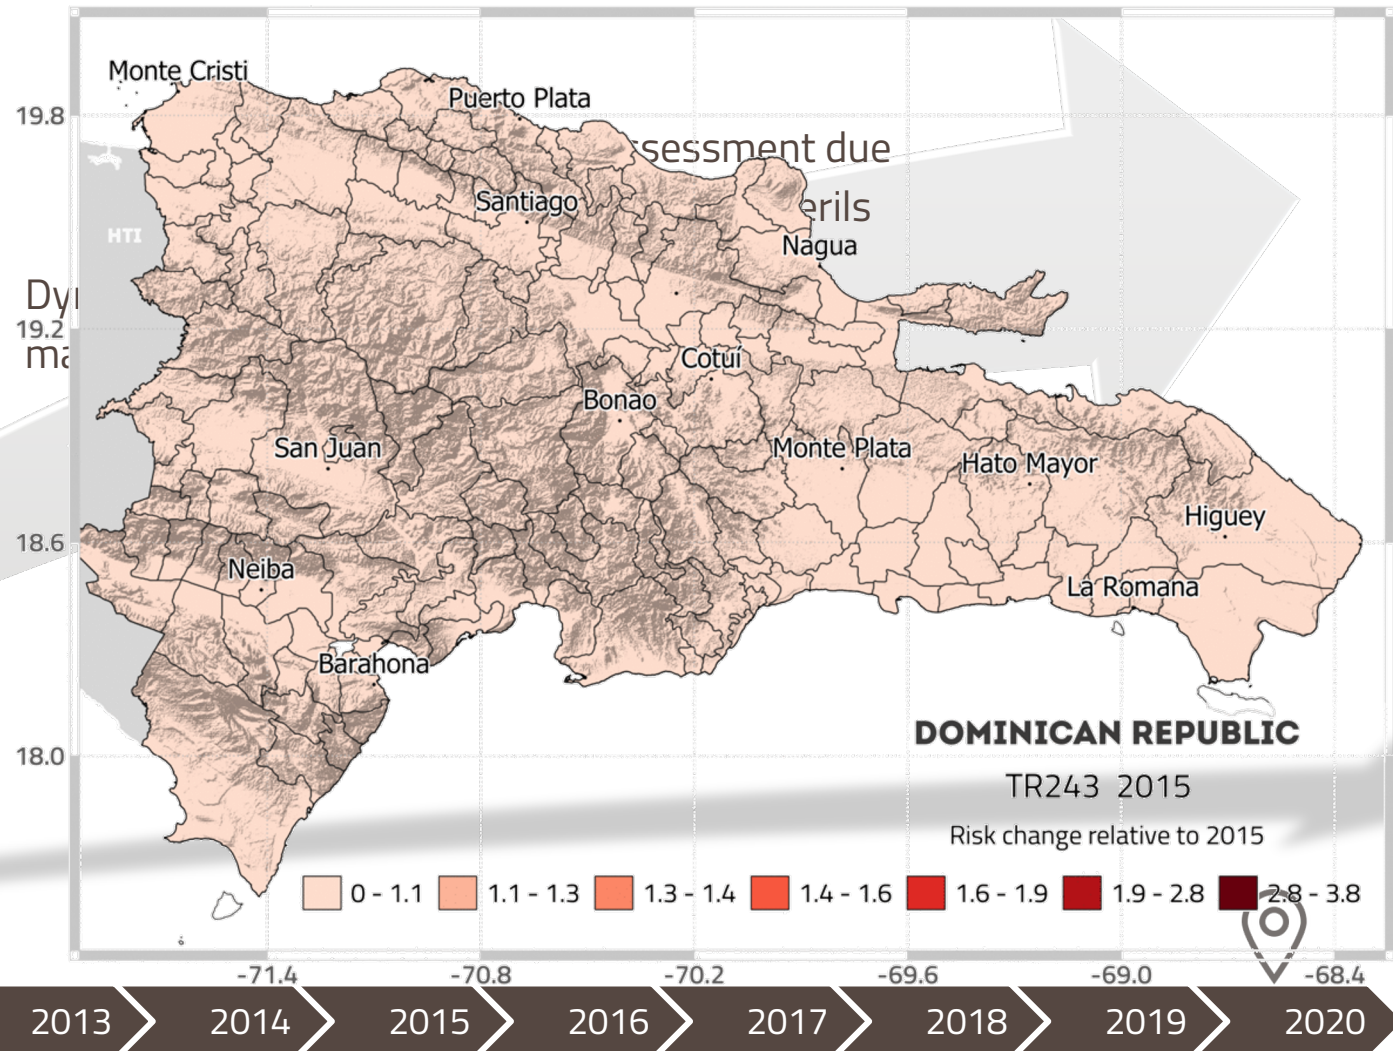 Monte Cristi
Puerto Plata
19.8
ssessment due
Santiago
erils
HTI
Nagua
19.2
Cotuí
Bonao
San Juan
Monte Plata
Hato Mayor
Higuey
18.6
Neiba
La Romana
Barahona
DOMINICAN REPUBLIC
18.0
TR243 2015
Risk change relative to 2015
0 - 1.1 1.1 - 1.3 1.3 - 1.4 1.4 - 1.6 1.6 - 1.9 1.9 - 2.8 2.8 - 3.8
-71.4 -70.8 -70.2 -69.6 -69.0 -68.4
2013 2014 2015 2016 2017 2018 2019 2020